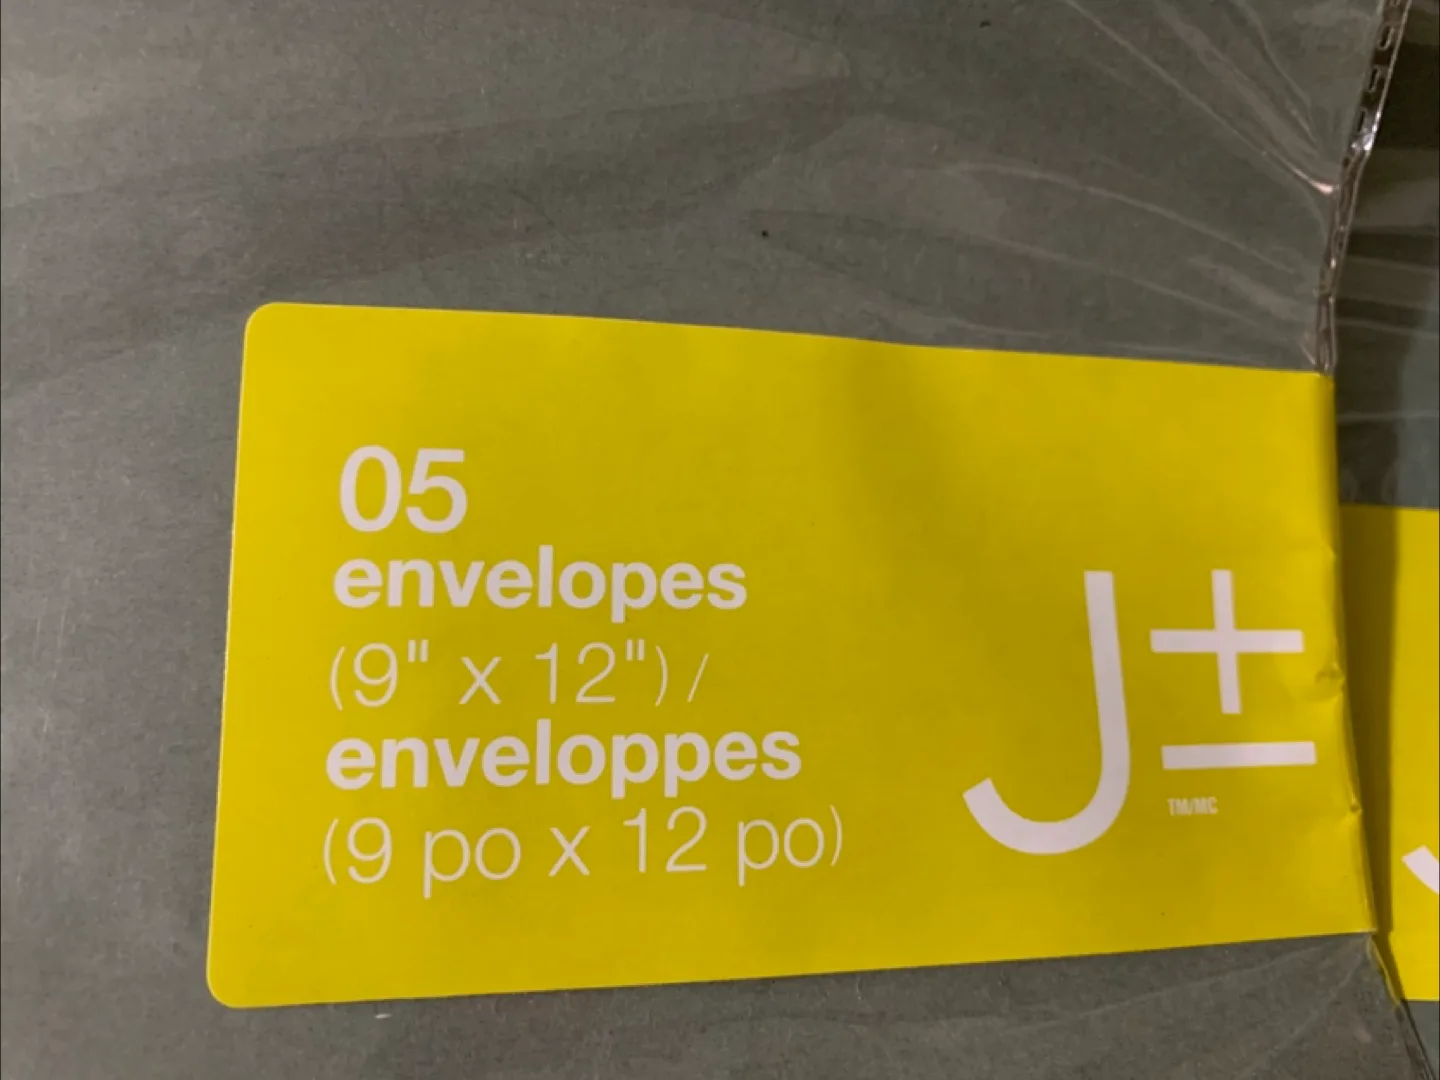 05
envelopes
(9" x 12") /
enveloppes
(9 po x 12 po)
J±
TM/MC